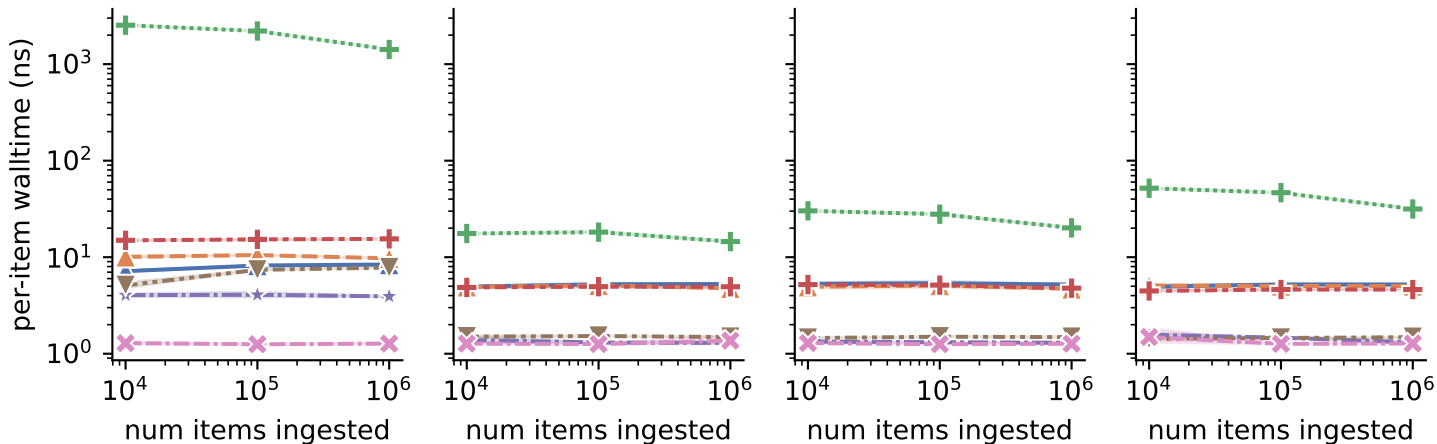 per-item walltime (ns)
10³
10²
10¹
10⁰
10⁴ 10⁵ 10⁶ 10⁴ 10⁵ 10⁶ 10⁴ 10⁵ 10⁶ 10⁴ 10⁵ 10⁶
num items ingested num items ingested num items ingested num items ingested